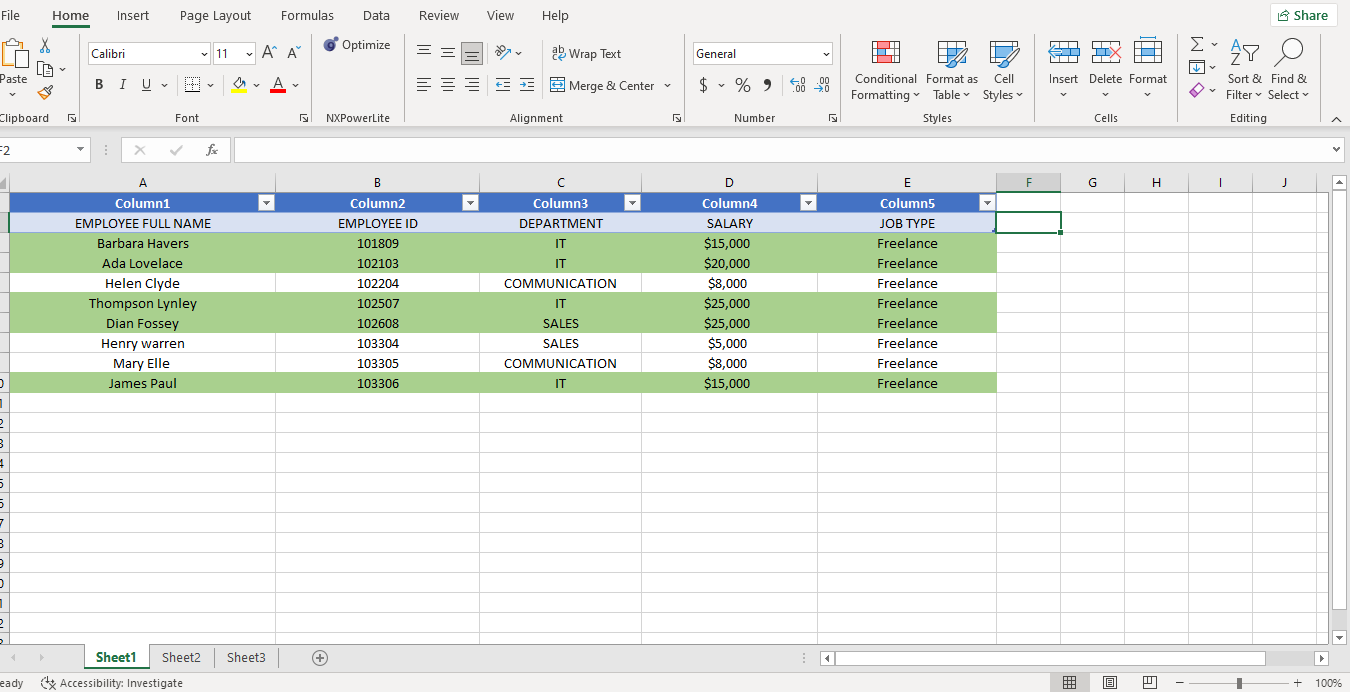 File Home Insert Page Layout Formulas Data Review View Help Share
Calibri 11 A A Optimize ab Wrap Text General
Paste B I U A Merge & Center $ % Conditional Formatting Format as Table Cell Styles Insert Delete Format Sort & Filter Find & Select
Clipboard Font NXPowerLite Alignment Number Styles Cells Editing
F2 fx
A B C D E F G H I J
Column1 Column2 Column3 Column4 Column5
EMPLOYEE FULL NAME EMPLOYEE ID DEPARTMENT SALARY JOB TYPE
Barbara Havers 101809 IT $15,000 Freelance
Ada Lovelace 102103 IT $20,000 Freelance
Helen Clyde 102204 COMMUNICATION $8,000 Freelance
Thompson Lynley 102507 IT $25,000 Freelance
Dian Fossey 102608 SALES $25,000 Freelance
Henry warren 103304 SALES $5,000 Freelance
Mary Elle 103305 COMMUNICATION $8,000 Freelance
James Paul 103306 IT $15,000 Freelance
Sheet1 Sheet2 Sheet3
eady Accessibility: Investigate 100%